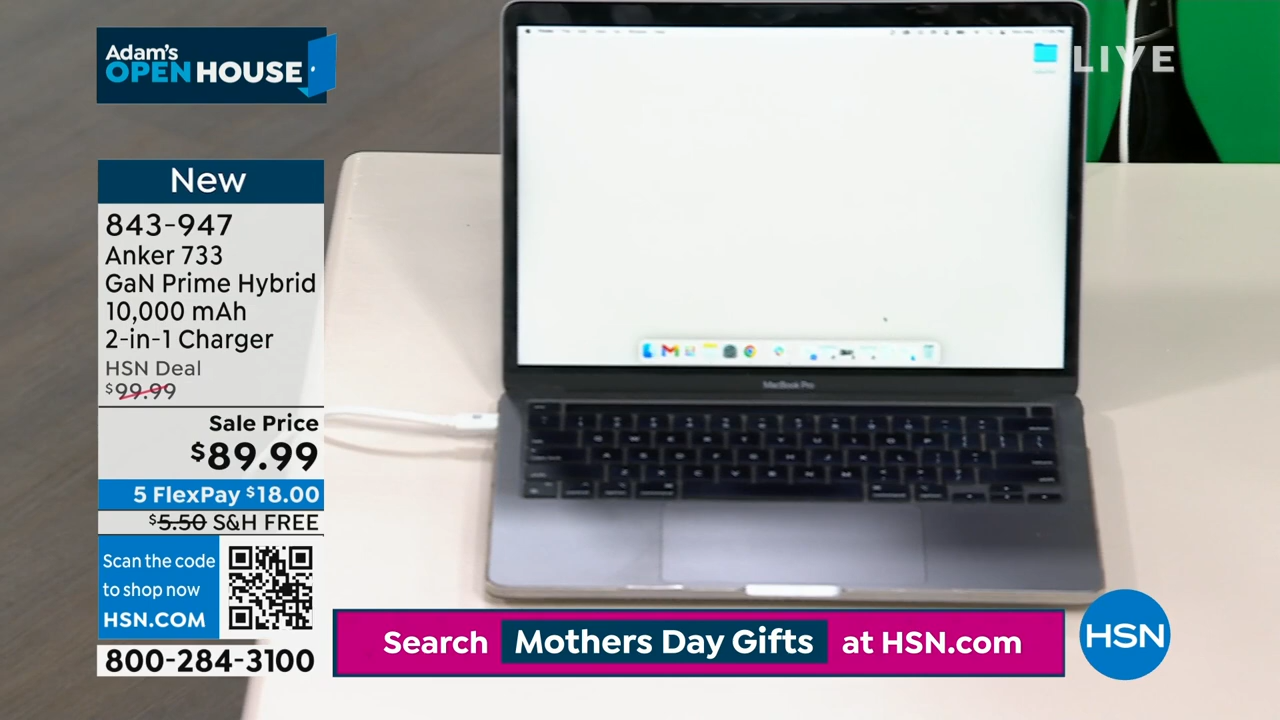 Adam's
OPEN HOUSE
LIVE
New
843-947
Anker 733
GaN Prime Hybrid
10,000 mAh
2-in-1 Charger
HSN Deal
$99.99
Sale Price
$89.99
5 FlexPay $18.00
$5.50 S&H FREE
Scan the code
to shop now
HSN.COM
800-284-3100
MacBook Pro
Search Mothers Day Gifts at HSN.com
HSN